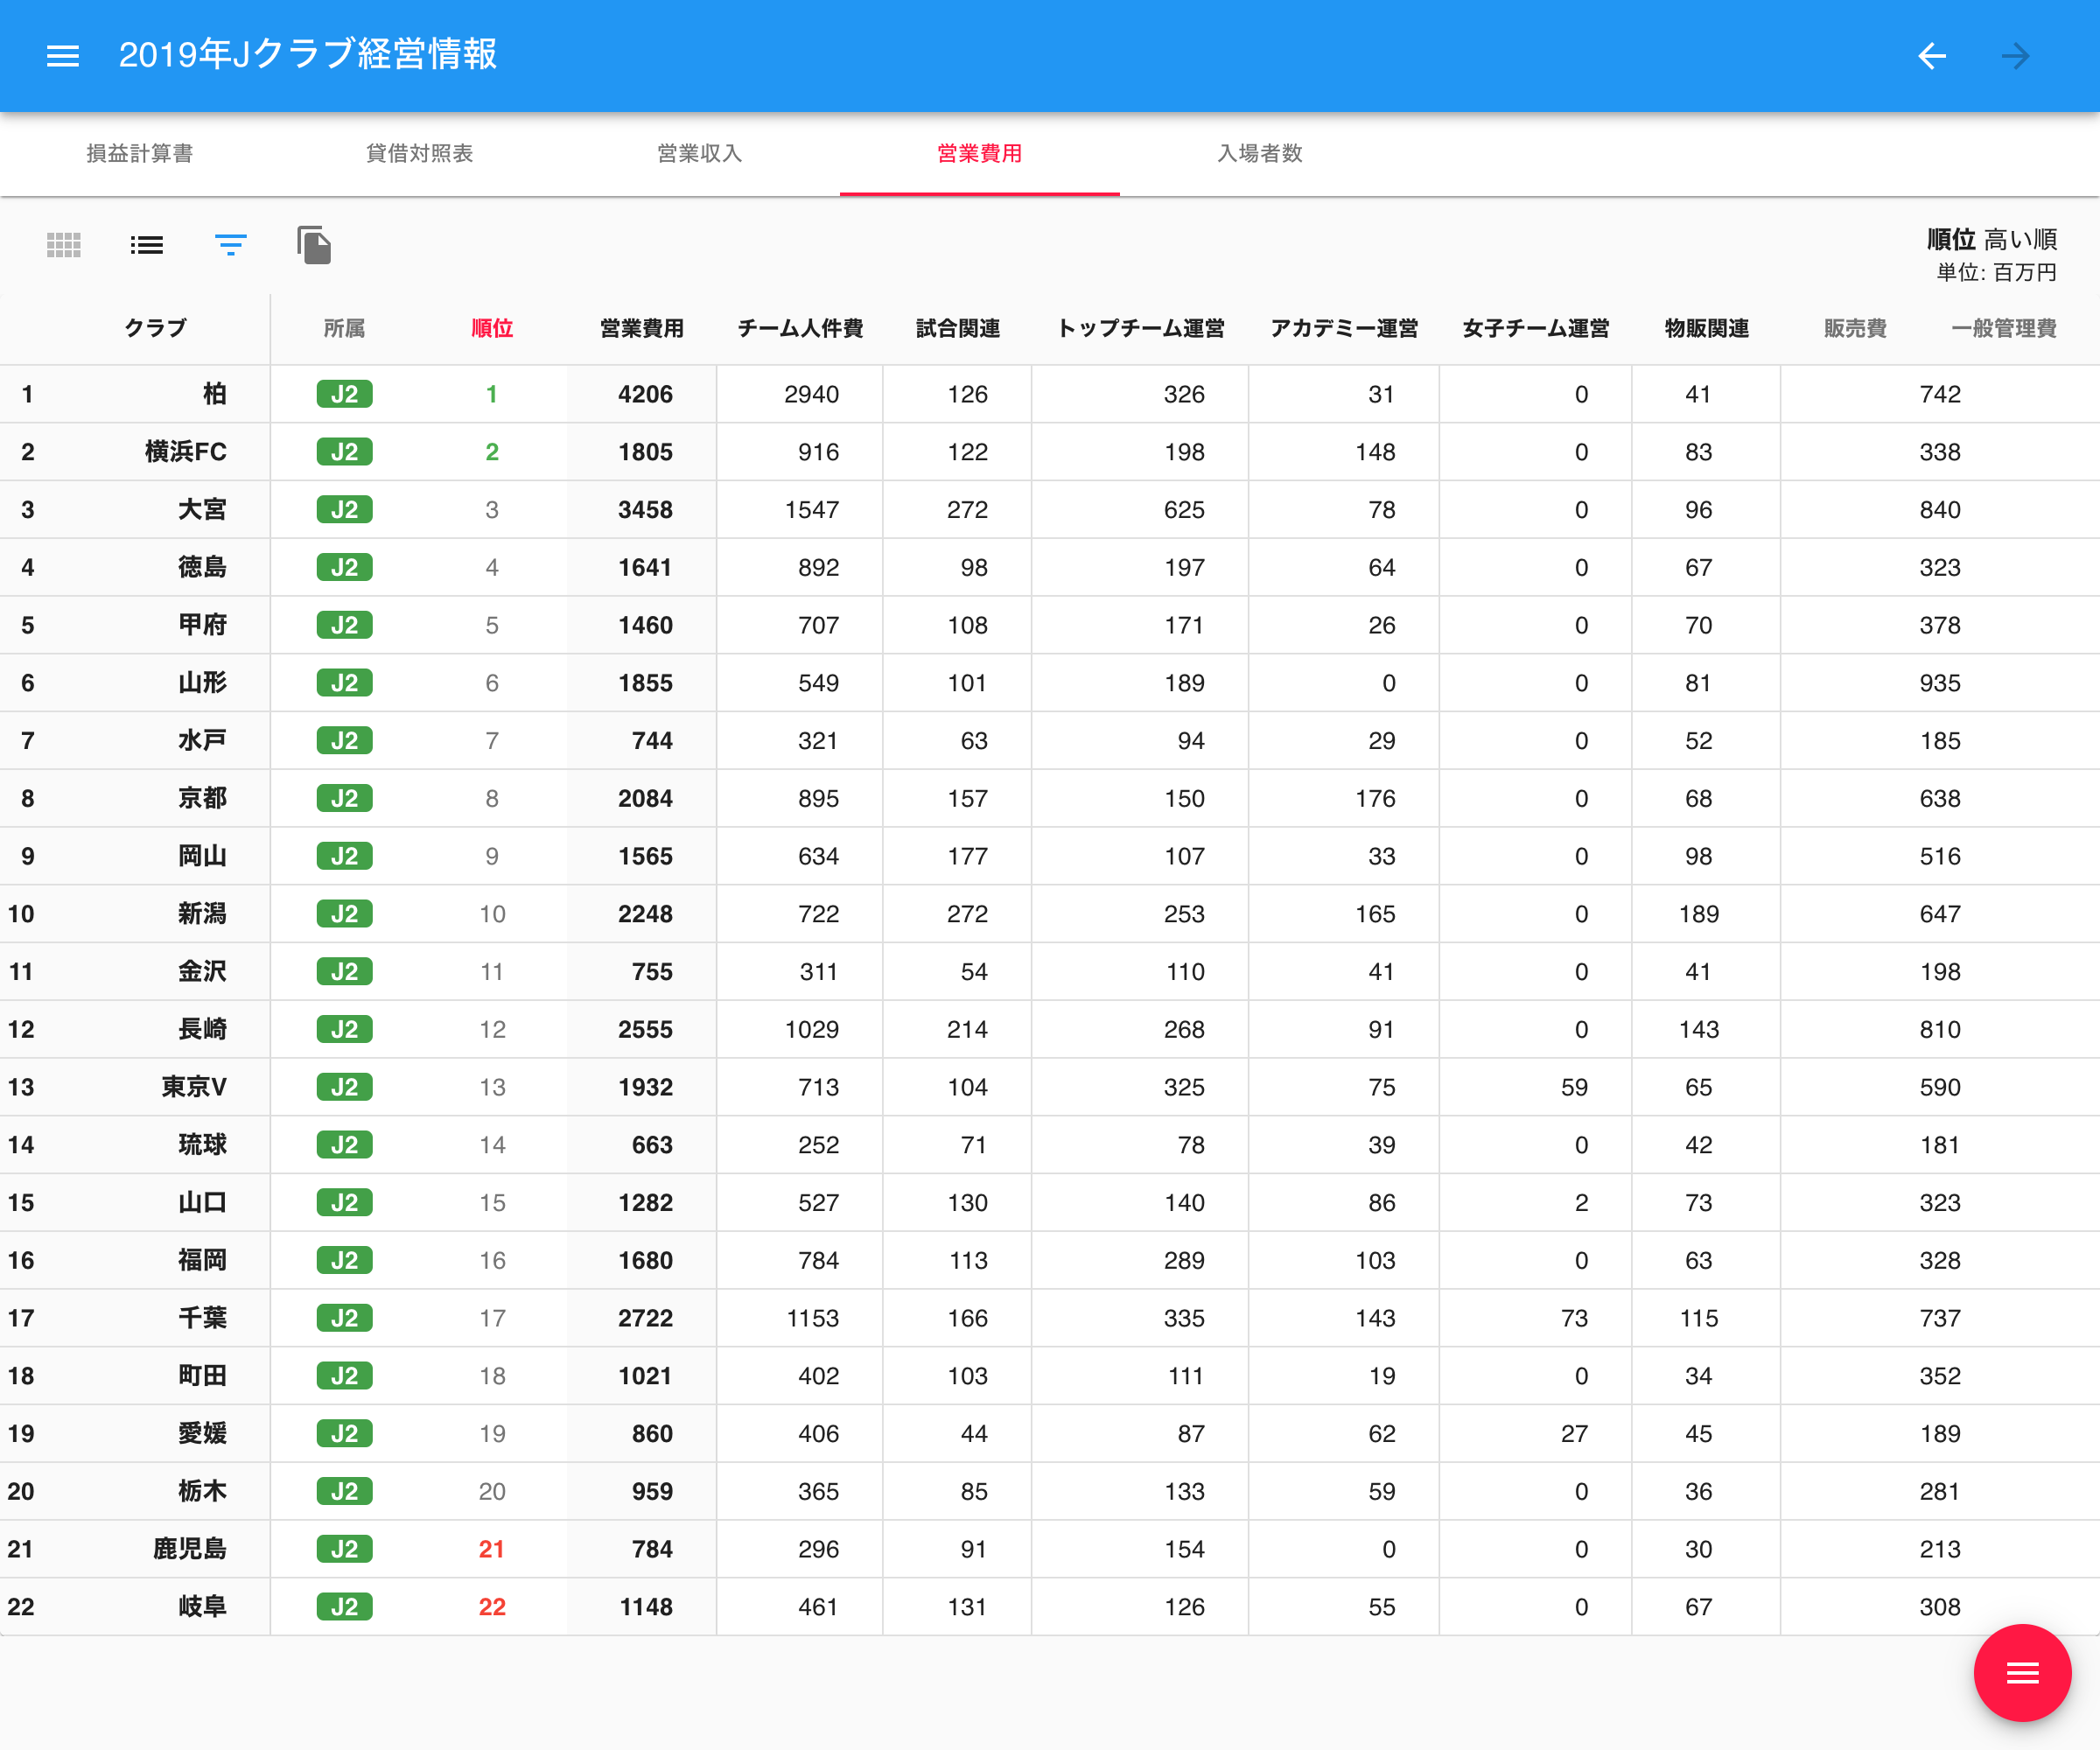 2019年Jクラブ経営情報
損益計算書 貸借対照表 営業収入 営業費用 入場者数
順位 高い順
単位: 百万円
クラブ 所属 順位 営業費用 チーム人件費 試合関連 トップチーム運営 アカデミー運営 女子チーム運営 物販関連 販売費 一般管理費
1 柏 J2 1 4206 2940 126 326 31 0 41 742
2 横浜FC J2 2 1805 916 122 198 148 0 83 338
3 大宮 J2 3 3458 1547 272 625 78 0 96 840
4 徳島 J2 4 1641 892 98 197 64 0 67 323
5 甲府 J2 5 1460 707 108 171 26 0 70 378
6 山形 J2 6 1855 549 101 189 0 0 81 935
7 水戸 J2 7 744 321 63 94 29 0 52 185
8 京都 J2 8 2084 895 157 150 176 0 68 638
9 岡山 J2 9 1565 634 177 107 33 0 98 516
10 新潟 J2 10 2248 722 272 253 165 0 189 647
11 金沢 J2 11 755 311 54 110 41 0 41 198
12 長崎 J2 12 2555 1029 214 268 91 0 143 810
13 東京V J2 13 1932 713 104 325 75 59 65 590
14 琉球 J2 14 663 252 71 78 39 0 42 181
15 山口 J2 15 1282 527 130 140 86 2 73 323
16 福岡 J2 16 1680 784 113 289 103 0 63 328
17 千葉 J2 17 2722 1153 166 335 143 73 115 737
18 町田 J2 18 1021 402 103 111 19 0 34 352
19 愛媛 J2 19 860 406 44 87 62 27 45 189
20 栃木 J2 20 959 365 85 133 59 0 36 281
21 鹿児島 J2 21 784 296 91 154 0 0 30 213
22 岐阜 J2 22 1148 461 131 126 55 0 67 308